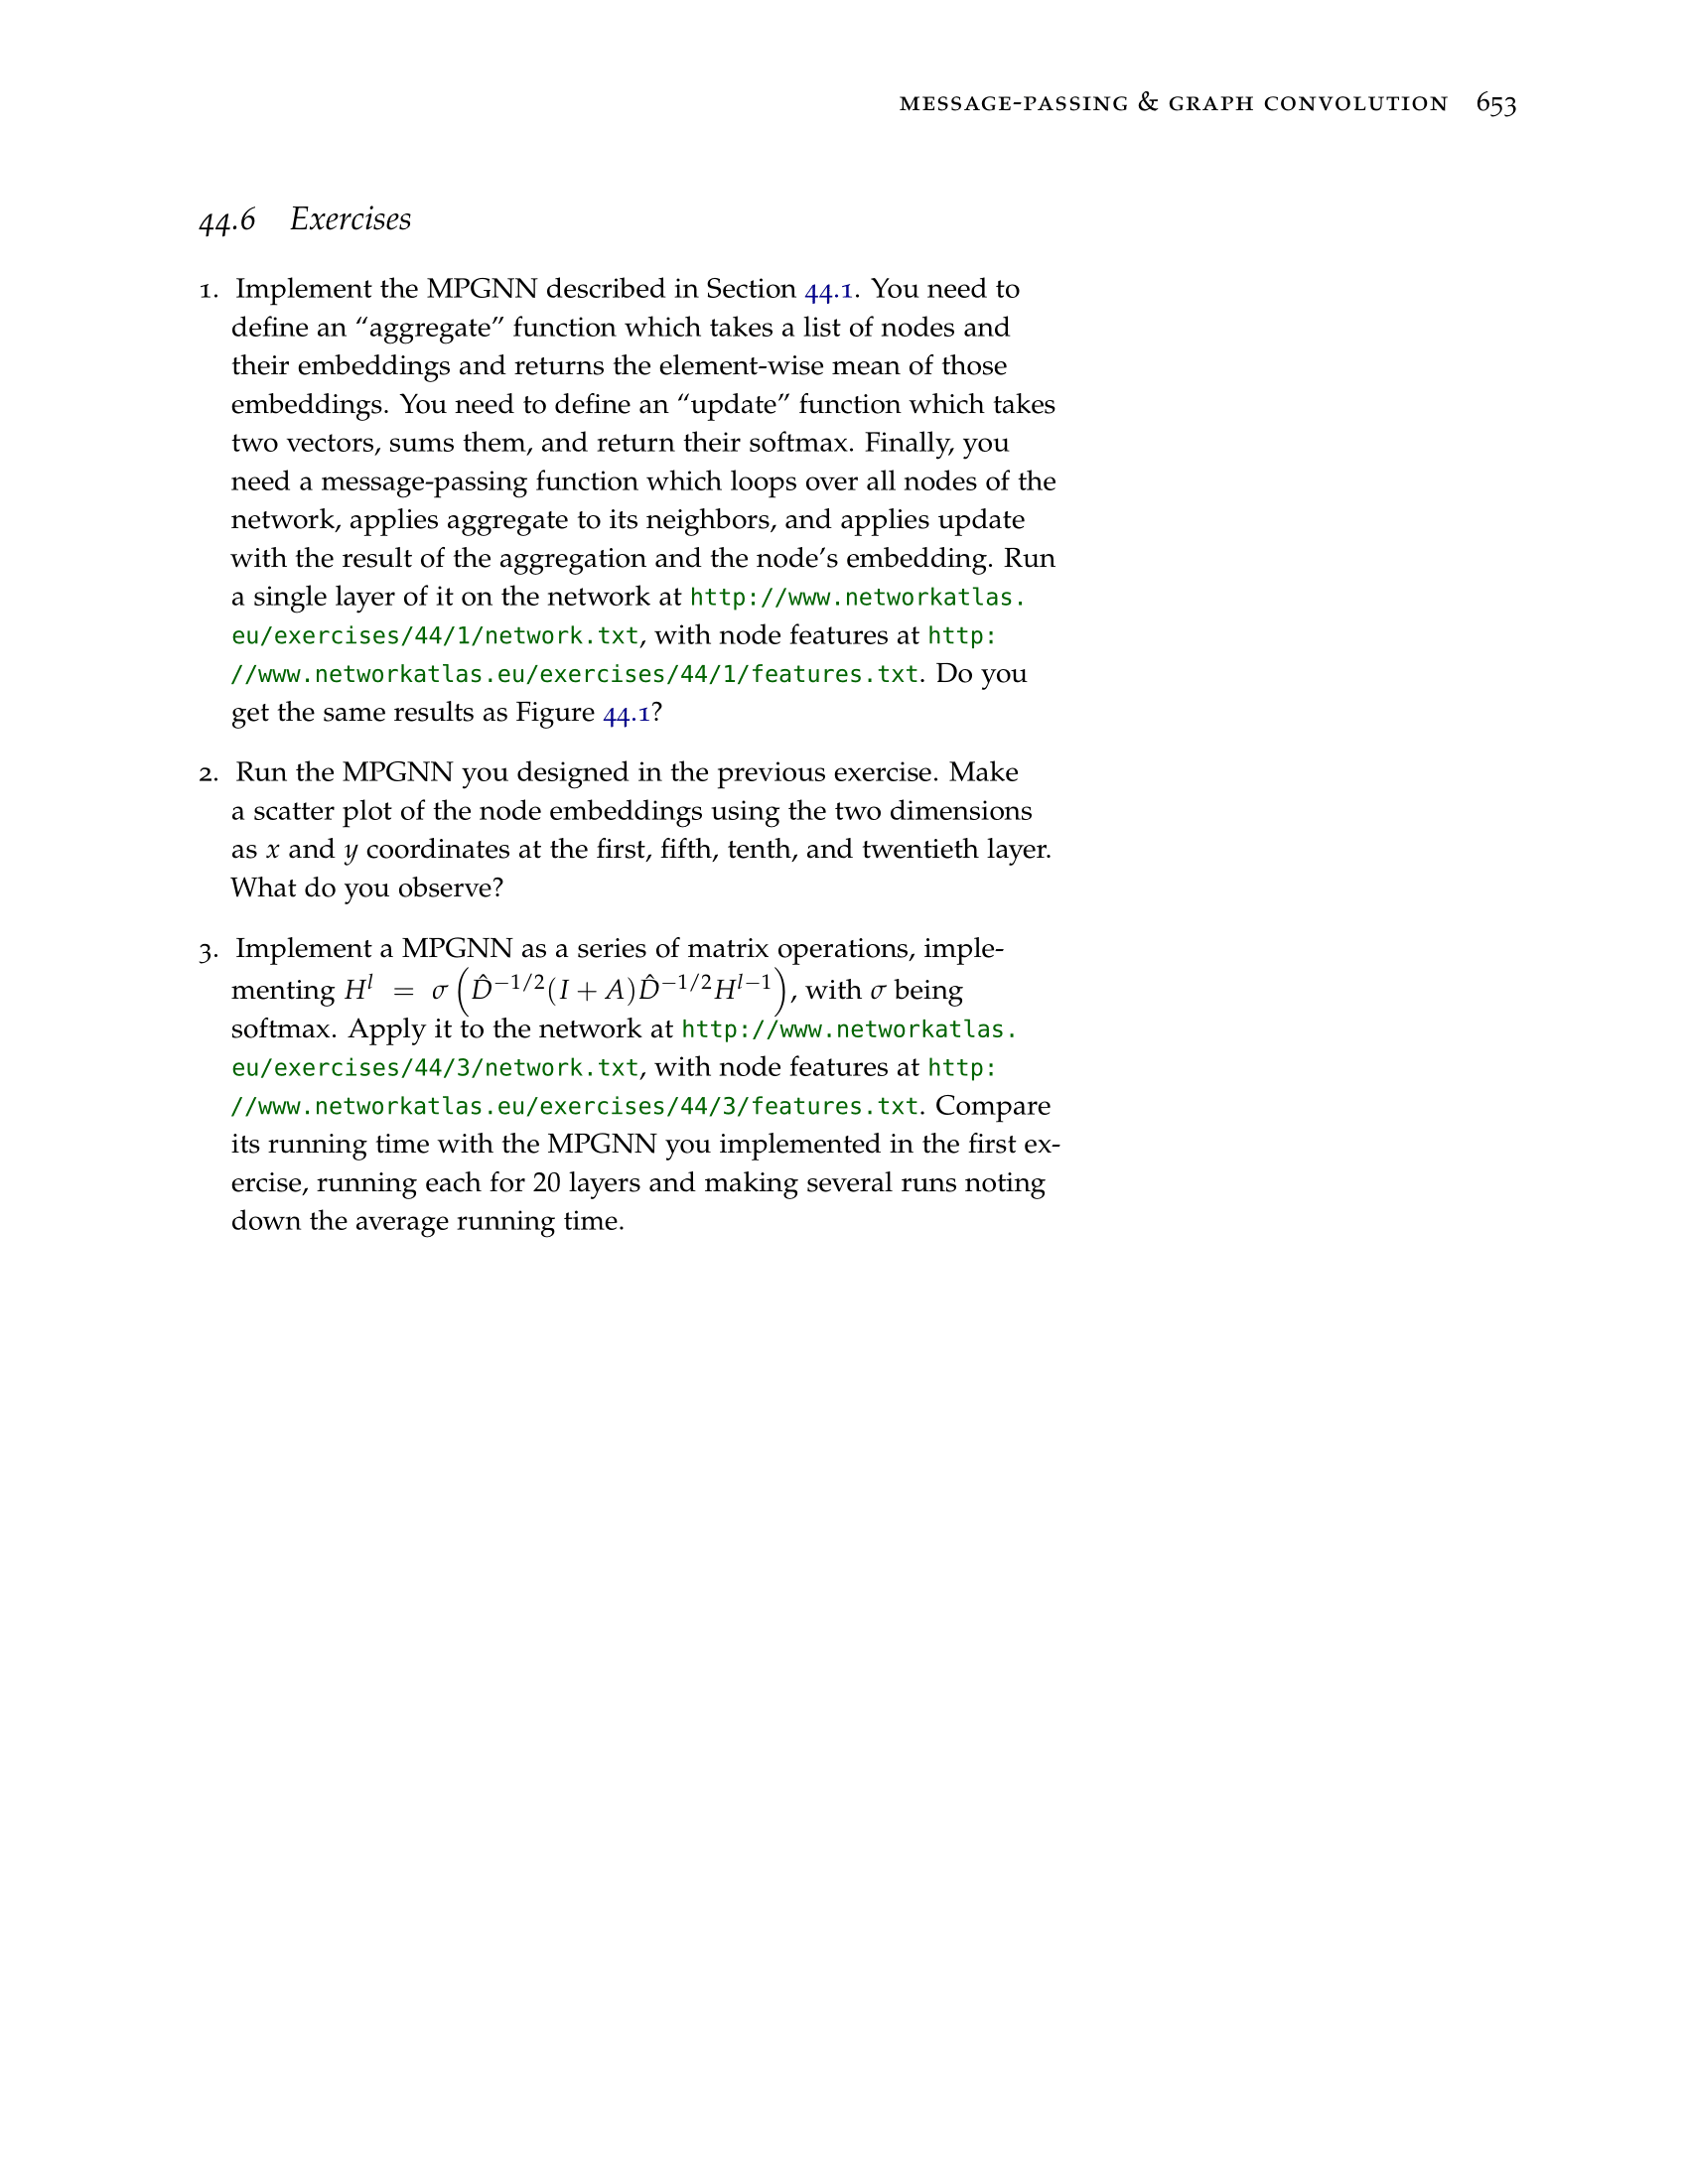 MESSAGE-PASSING & GRAPH CONVOLUTION 653
44.6 Exercises
1. Implement the MPGNN described in Section 44.1. You need to
define an “aggregate” function which takes a list of nodes and
their embeddings and returns the element-wise mean of those
embeddings. You need to define an “update” function which takes
two vectors, sums them, and return their softmax. Finally, you
need a message-passing function which loops over all nodes of the
network, applies aggregate to its neighbors, and applies update
with the result of the aggregation and the node’s embedding. Run
a single layer of it on the network at http://www.networkatlas.
eu/exercises/44/1/network.txt, with node features at http:
//www.networkatlas.eu/exercises/44/1/features.txt. Do you
get the same results as Figure 44.1?
2. Run the MPGNN you designed in the previous exercise. Make
a scatter plot of the node embeddings using the two dimensions
as x and y coordinates at the first, fifth, tenth, and twentieth layer.
What do you observe?
3. Implement a MPGNN as a series of matrix operations, imple-
menting H^l = σ(D̂^{−1/2}(I + A)D̂^{−1/2}H^{l−1}), with σ being
softmax. Apply it to the network at http://www.networkatlas.
eu/exercises/44/3/network.txt, with node features at http:
//www.networkatlas.eu/exercises/44/3/features.txt. Compare
its running time with the MPGNN you implemented in the first ex-
ercise, running each for 20 layers and making several runs noting
down the average running time.